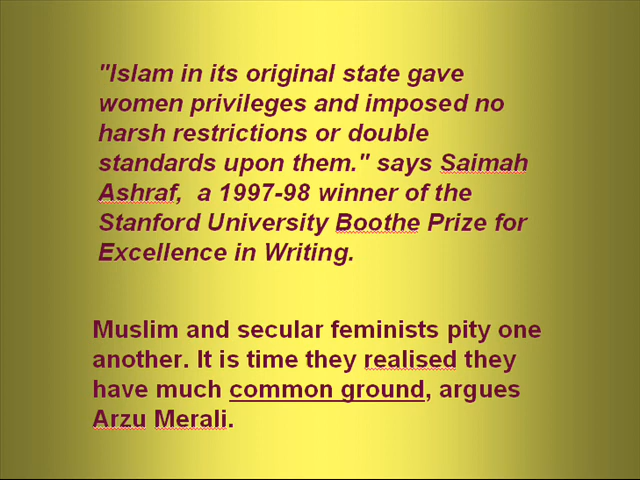 "Islam in its original state gave
women privileges and imposed no
harsh restrictions or double
standards upon them." says Saimah
Ashraf,  a 1997-98 winner of the
Stanford University Boothe Prize for
Excellence in Writing.
Muslim and secular feminists pity one
another. It is time they realised they
have much common ground, argues
Arzu Merali.